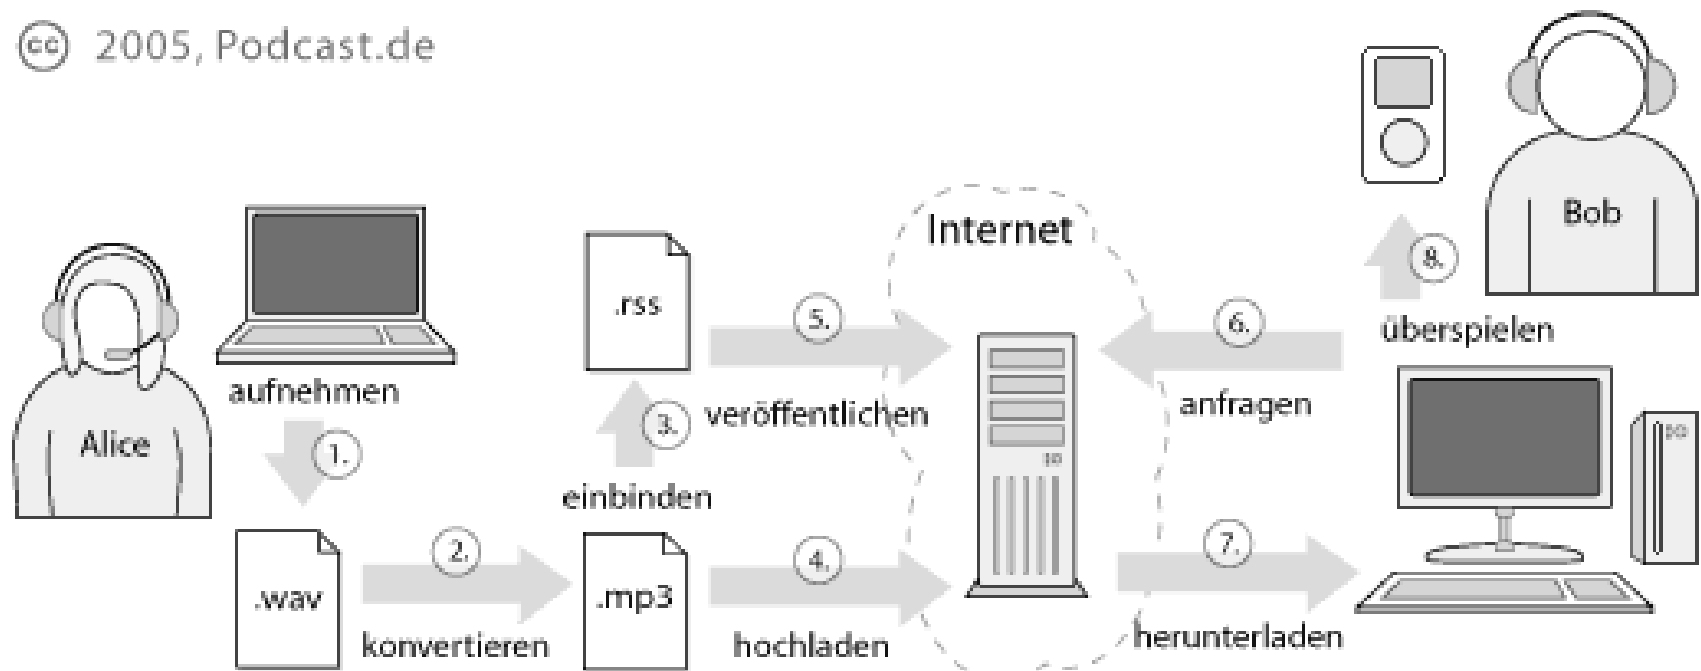 cc 2005, Podcast.de
Alice
aufnehmen
1.
.wav
2.
konvertieren
.mp3
3.
einbinden
.rss
4.
hochladen
5.
veröffentlichen
Internet
6.
anfragen
7.
herunterladen
8.
überspielen
Bob